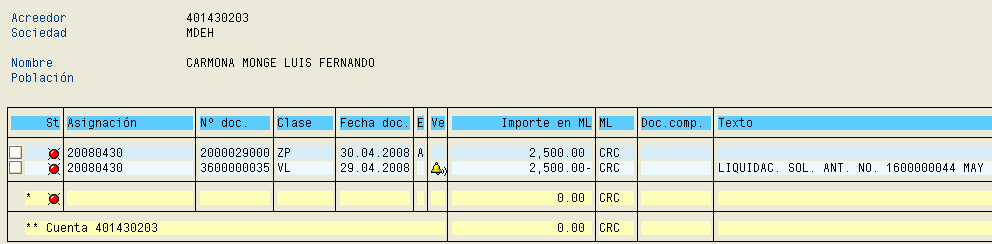 Acreedor 401430203
Sociedad MDEH
Nombre CARMONA MONGE LUIS FERNANDO
Población
St Asignación Nº doc. Clase Fecha doc. E Ve Importe en ML ML Doc.comp. Texto
20080430 2000029000 ZP 30.04.2008 A 2,500.00 CRC
20080430 3600000035 VL 29.04.2008 2,500.00- CRC LIQUIDAC. SOL. ANT. NO. 1600000044 MAY
* 0.00 CRC
** Cuenta 401430203 0.00 CRC